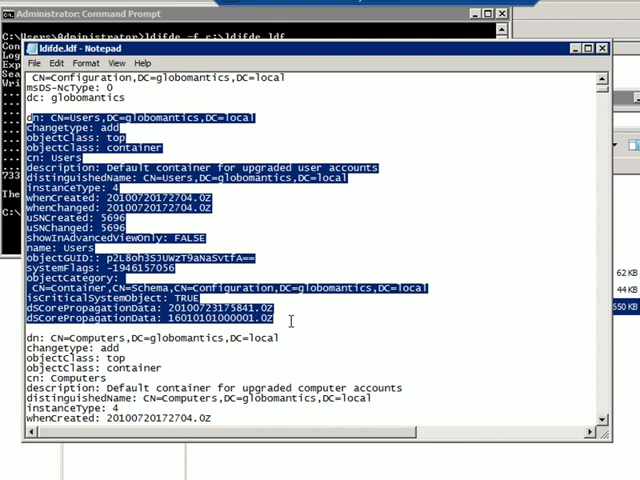 Administrator: Command Prompt
C:\Users\Administrator>ldifde -f c:\ldifde.ldf
Con
Log
Exp
Sea
Wri
733
The
C:\
ldifde.ldf - Notepad
File Edit Format View Help
CN=Configuration,DC=globomantics,DC=local
msDS-NcType: 0
dc: globomantics
dn: CN=Users,DC=globomantics,DC=local
changetype: add
objectClass: top
objectClass: container
cn: Users
description: Default container for upgraded user accounts
distinguishedName: CN=Users,DC=globomantics,DC=local
instanceType: 4
whenCreated: 20100720172704.0Z
whenChanged: 20100720172704.0Z
uSNCreated: 5696
uSNChanged: 5696
showInAdvancedViewOnly: FALSE
name: Users
objectGUID:: p2L8oh3SJUWzT9aNaSvtfA==
systemFlags: -1946157056
objectCategory:
CN=Container,CN=Schema,CN=Configuration,DC=globomantics,DC=local
isCriticalSystemObject: TRUE
dSCorePropagationData: 20100723175841.0Z
dSCorePropagationData: 16010101000001.0Z
dn: CN=Computers,DC=globomantics,DC=local
changetype: add
objectClass: top
objectClass: container
cn: Computers
description: Default container for upgraded computer accounts
distinguishedName: CN=Computers,DC=globomantics,DC=local
instanceType: 4
whenCreated: 20100720172704.0Z
62 KB
44 KB
550 KB